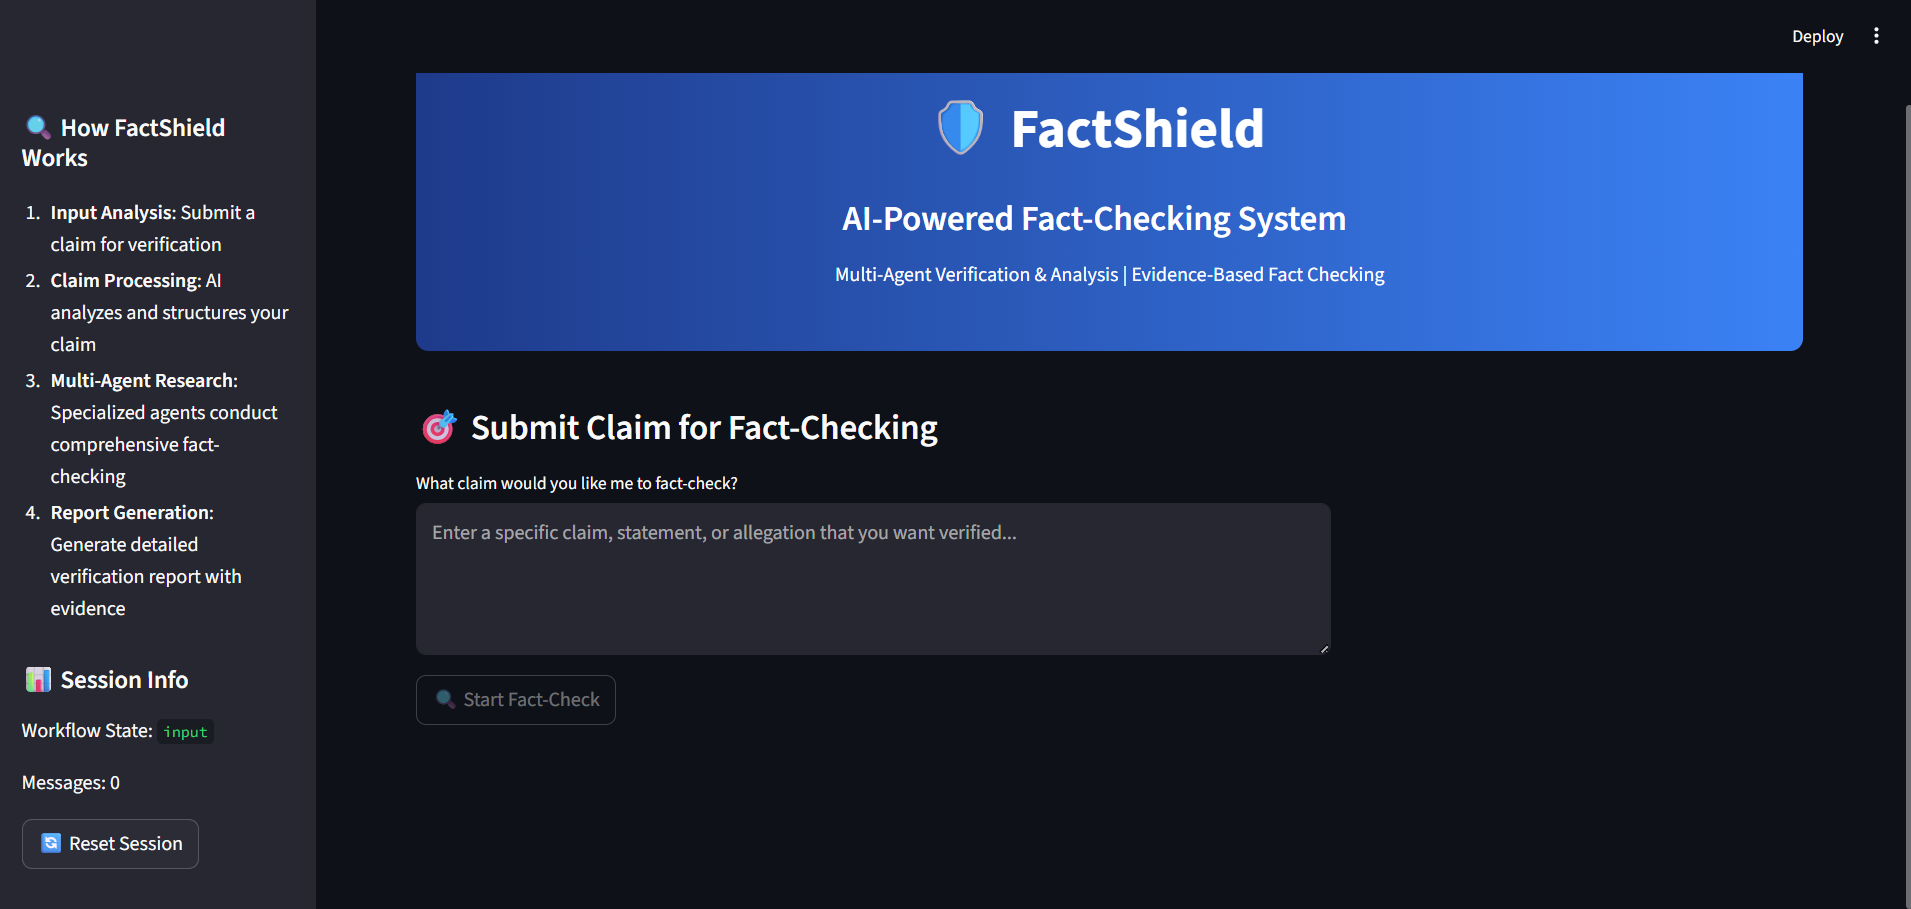 Deploy
How FactShield
Works
1. Input Analysis: Submit a
claim for verification
2. Claim Processing: AI
analyzes and structures your
claim
3. Multi-Agent Research:
Specialized agents conduct
comprehensive fact-
checking
4. Report Generation:
Generate detailed
verification report with
evidence
Session Info
Workflow State: input
Messages: 0
Reset Session
FactShield
AI-Powered Fact-Checking System
Multi-Agent Verification & Analysis | Evidence-Based Fact Checking
Submit Claim for Fact-Checking
What claim would you like me to fact-check?
Enter a specific claim, statement, or allegation that you want verified...
Start Fact-Check